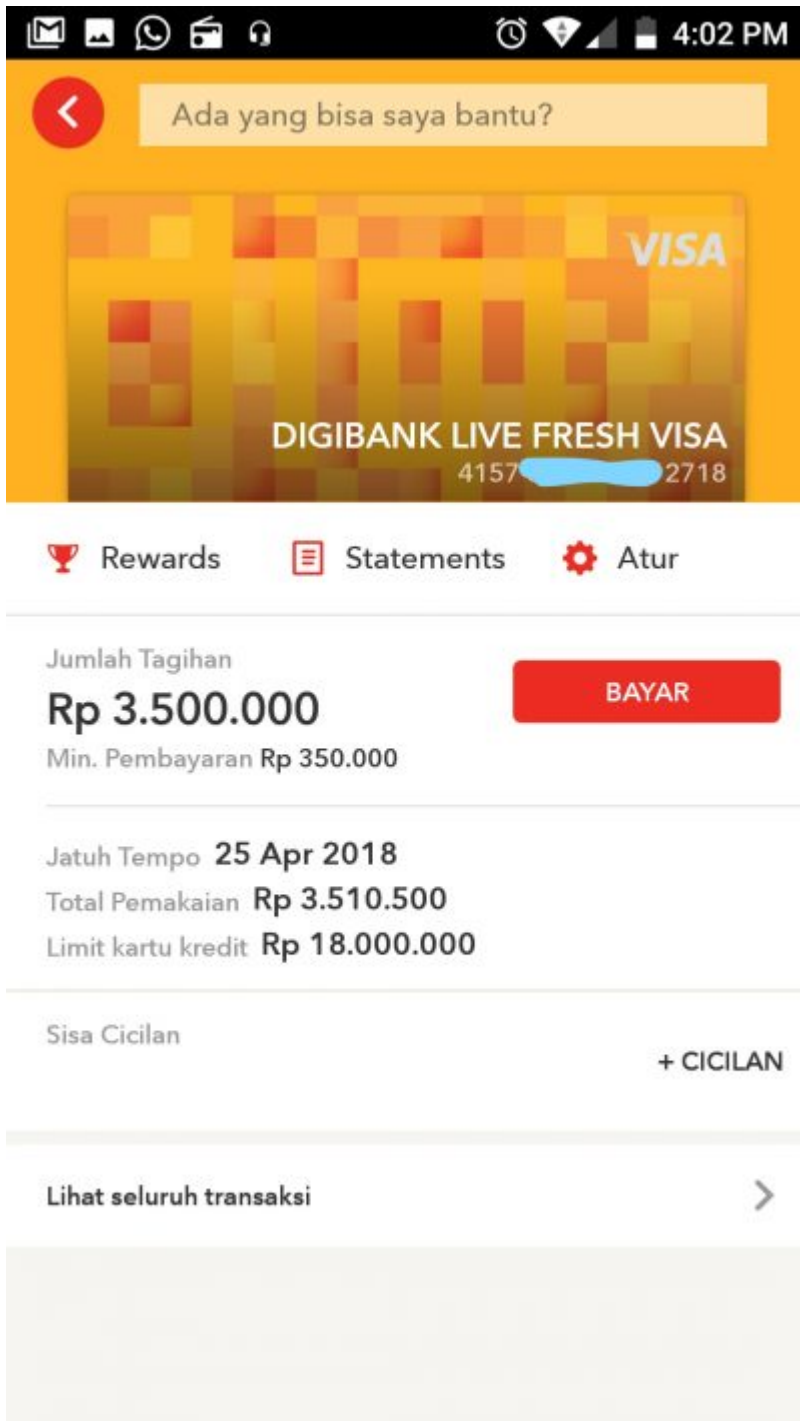 4:02 PM
Ada yang bisa saya bantu?
VISA
DIGIBANK LIVE FRESH VISA
4157 2718
Rewards Statements Atur
Jumlah Tagihan
Rp 3.500.000
BAYAR
Min. Pembayaran Rp 350.000
Jatuh Tempo 25 Apr 2018
Total Pemakaian Rp 3.510.500
Limit kartu kredit Rp 18.000.000
Sisa Cicilan
+ CICILAN
Lihat seluruh transaksi